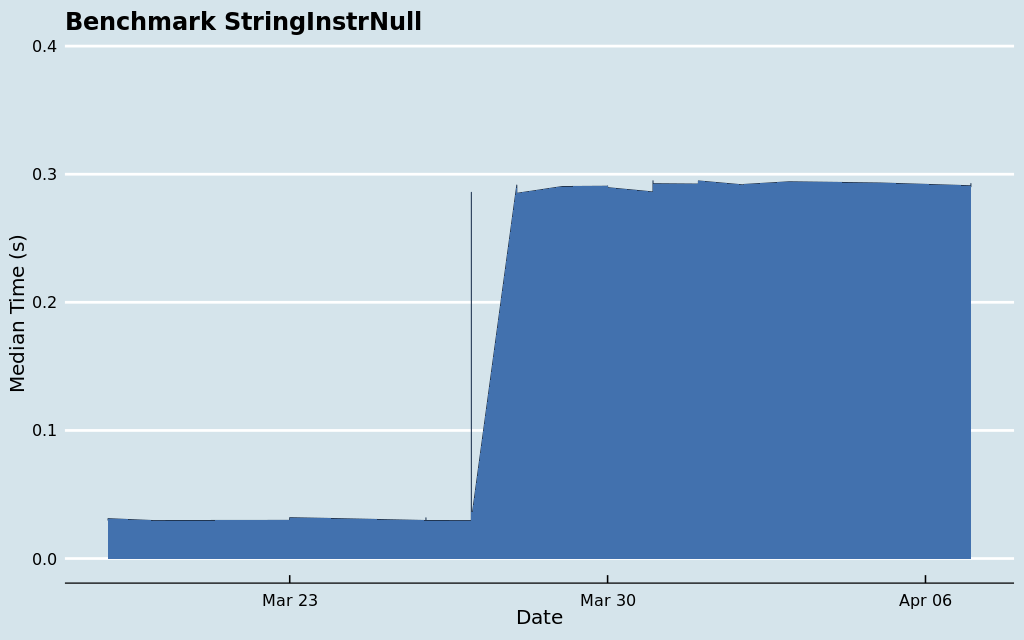 Benchmark StringInstrNull
0.4
0.3
0.2
0.1
0.0
Median Time (s)
Mar 23
Mar 30
Apr 06
Date